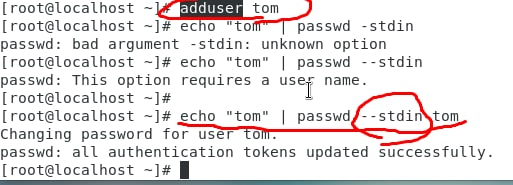 [root@localhost ~]# adduser tom
[root@localhost ~]# echo "tom" | passwd -stdin
passwd: bad argument -stdin: unknown option
[root@localhost ~]# echo "tom" | passwd --stdin
passwd: This option requires a user name.
[root@localhost ~]#
[root@localhost ~]# echo "tom" | passwd --stdin tom
Changing password for user tom.
passwd: all authentication tokens updated successfully.
[root@localhost ~]#